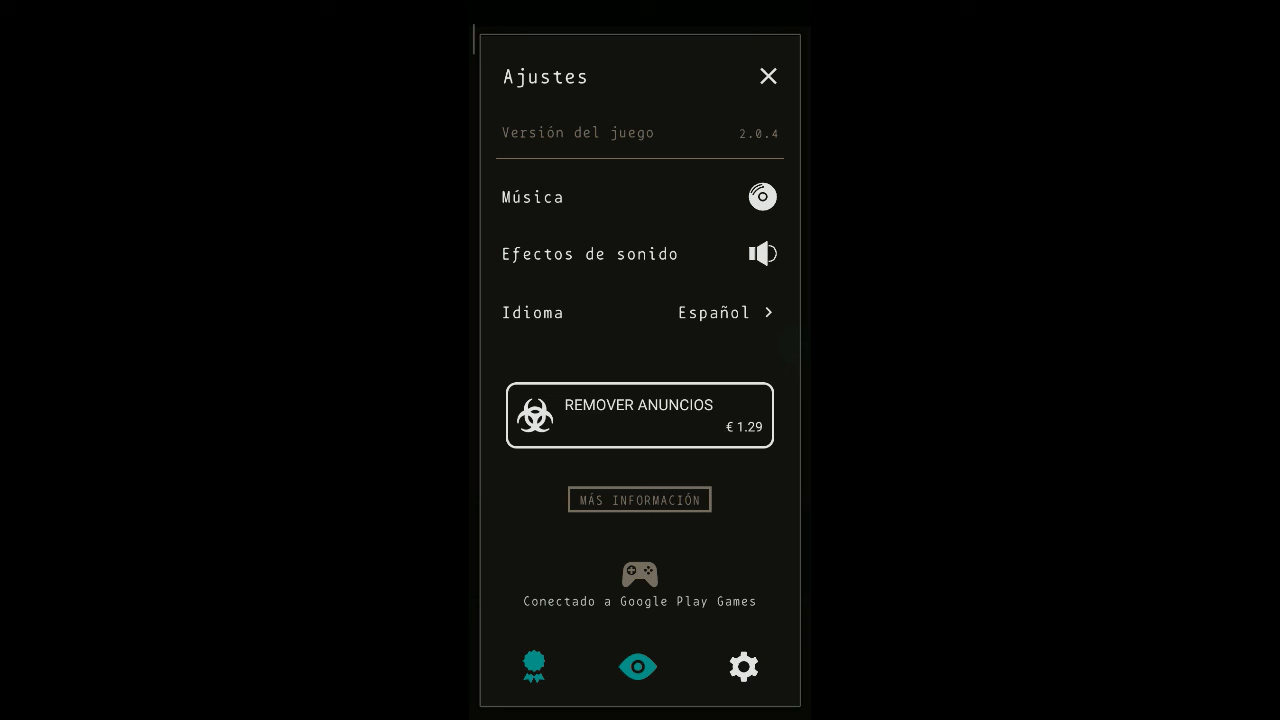 Ajustes
Versión del juego 2.0.4
Música
Efectos de sonido
Idioma Español
REMOVER ANUNCIOS
€ 1.29
MÁS INFORMACIÓN
Conectado a Google Play Games